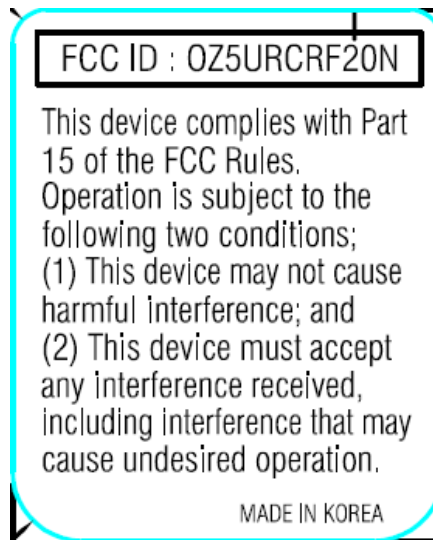 FCC ID : OZ5URCRF20N
This device complies with Part
15 of the FCC Rules.
Operation is subject to the
following two conditions;
(1) This device may not cause
harmful interference; and
(2) This device must accept
any interference received,
including interference that may
cause undesired operation.
MADE IN KOREA